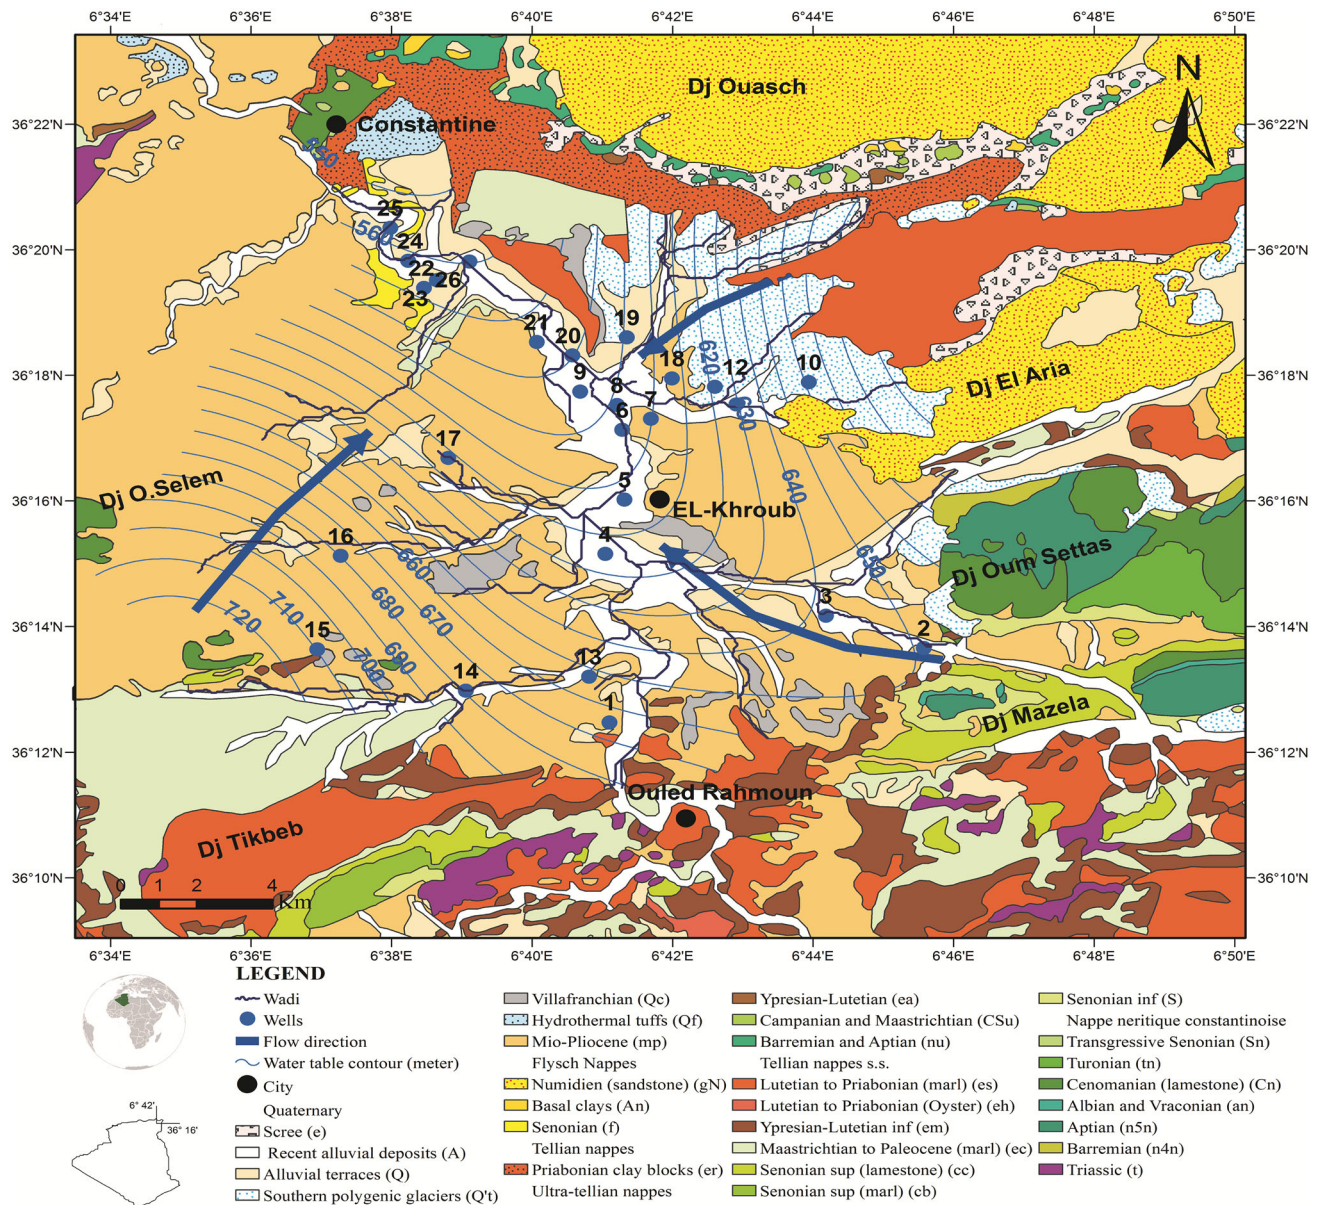 6°34'E 6°36'E 6°38'E 6°40'E 6°42'E 6°44'E 6°46'E 6°48'E 6°50'E
Dj Ouasch
N
36°22'N
Constantine
36°22'N
550
25
560
24
36°20'N
36°20'N
22
26
23
21
20
19
18
620
12
10
36°18'N
36°18'N
9
8
7
6
630
Dj El Aria
17
5
640
Dj O.Selem
36°16'N
36°16'N
EL-Khroub
16
4
660
650
Dj Oum Settas
680
670
3
720
710
15
36°14'N
36°14'N
2
700
680
14
13
1
Dj Mazela
36°12'N
36°12'N
Ouled Rahmoun
Dj Tikbeb
36°10'N
36°10'N
0 1 2 4
Km
6°34'E 6°36'E 6°38'E 6°40'E 6°42'E 6°44'E 6°46'E 6°48'E 6°50'E
LEGEND
Wadi
Wells
Flow direction
Water table contour (meter)
City
Quaternary
Scree (e)
Recent alluvial deposits (A)
Alluvial terraces (Q)
Southern polygenic glaciers (Q't)
Villafranchian (Qc)
Hydrothermal tuffs (Qf)
Mio-Pliocene (mp)
Flysch Nappes
Numidien (sandstone) (gN)
Basal clays (An)
Senonian (f)
Tellian nappes
Priabonian clay blocks (er)
Ultra-tellian nappes
Ypresian-Lutetian (ea)
Campanian and Maastrichtian (CSu)
Barremian and Aptian (nu)
Tellian nappes s.s.
Lutetian to Priabonian (marl) (es)
Lutetian to Priabonian (Oyster) (eh)
Ypresian-Lutetian inf (em)
Maastrichtian to Paleocene (marl) (ec)
Senonian sup (lamestone) (cc)
Senonian sup (marl) (cb)
Senonian inf (S)
Nappe neritique constantinoise
Transgressive Senonian (Sn)
Turonian (tn)
Cenomanian (lamestone) (Cn)
Albian and Vraconian (an)
Aptian (n5n)
Barremian (n4n)
Triassic (t)
6° 42'
36° 16'